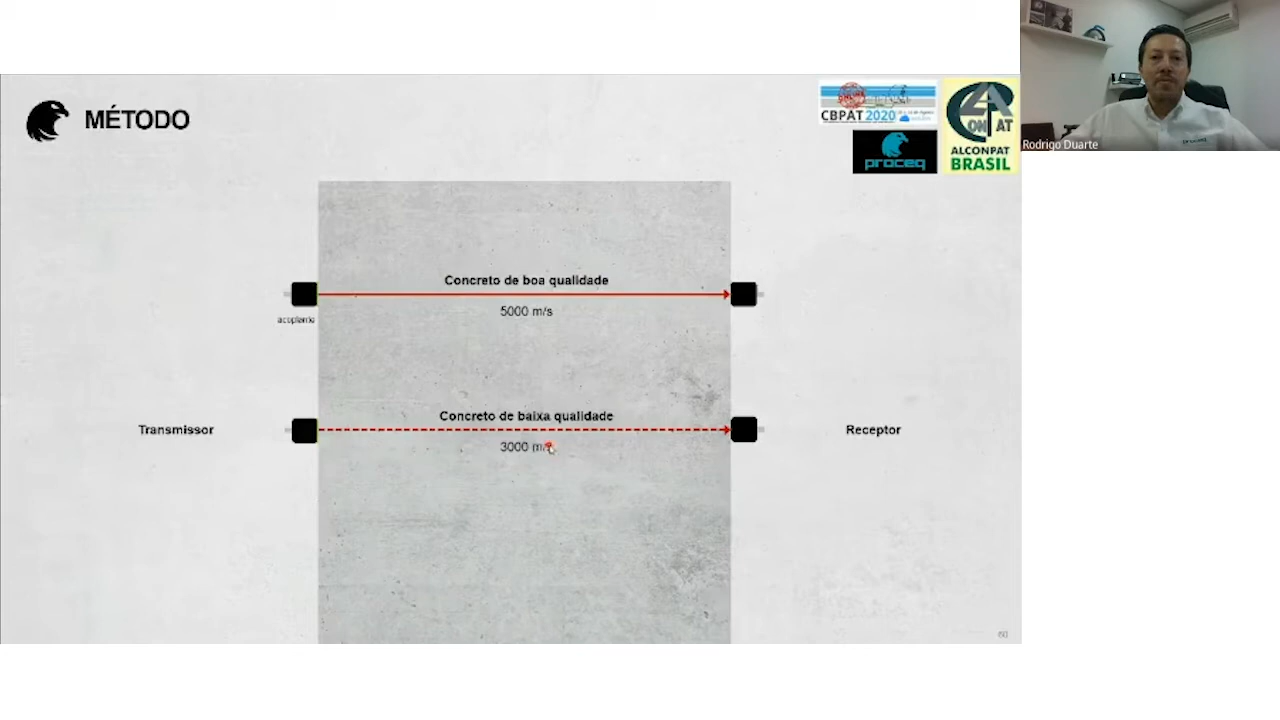 MÉTODO
CBPAT 2020
proceq
ALCONPAT
BRASIL
Rodrigo Duarte
Concreto de boa qualidade
5000 m/s
acoplante
Concreto de baixa qualidade
Transmissor
Receptor
3000 m/s
60